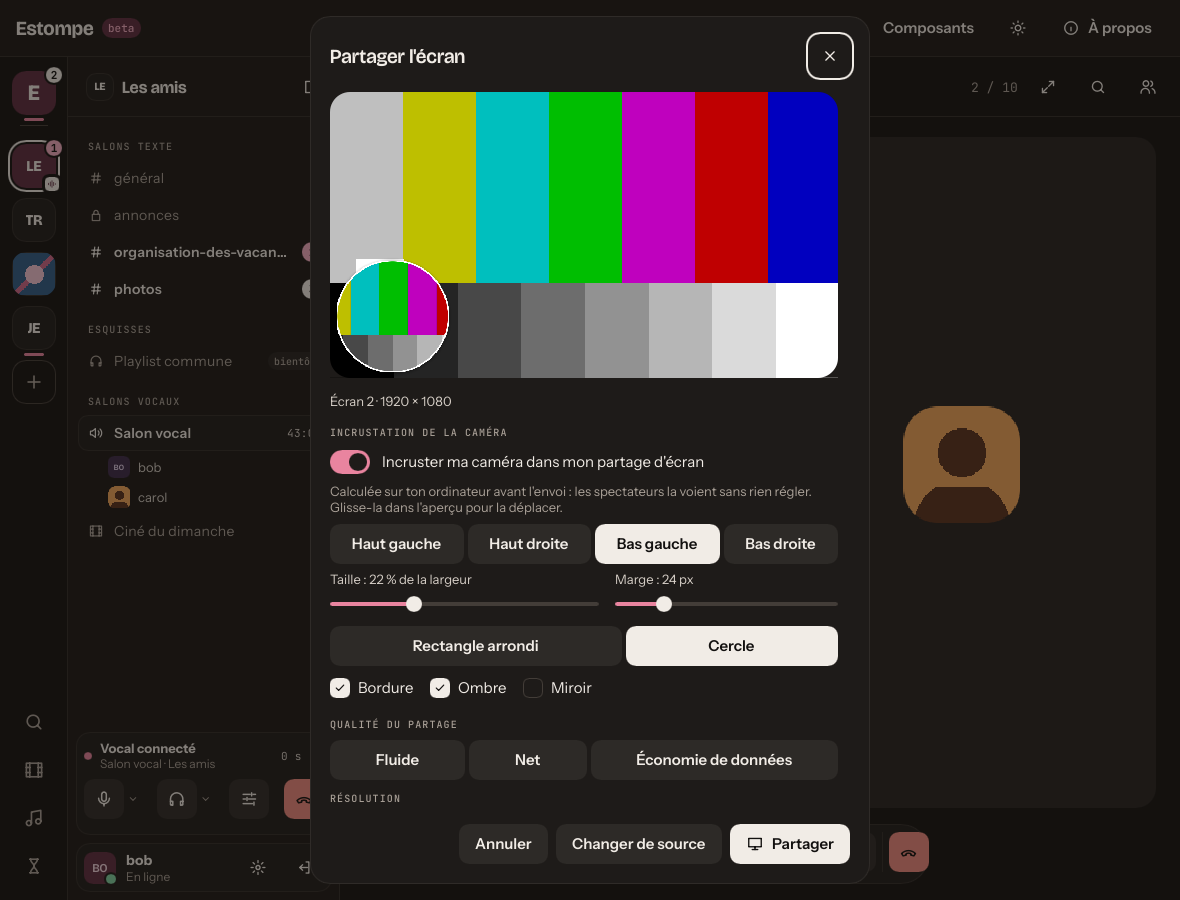 Estompe beta
Composants
À propos
E 2
LE 1
TR
JE
LE Les amis
SALONS TEXTE
# général
annonces
# organisation-des-vacan…
# photos
ESQUISSES
Playlist commune
SALONS VOCAUX
Salon vocal
BO bob
carol
Ciné du dimanche
Vocal connecté
Salon vocal · Les amis
0 s
BO bob
En ligne
2 / 10
Partager l'écran
Écran 2 · 1920 × 1080
INCRUSTATION DE LA CAMÉRA
Incruster ma caméra dans mon partage d'écran
Calculée sur ton ordinateur avant l'envoi : les spectateurs la voient sans rien régler.
Glisse-la dans l'aperçu pour la déplacer.
Haut gauche Haut droite Bas gauche Bas droite
Taille : 22 % de la largeur Marge : 24 px
Rectangle arrondi Cercle
Bordure Ombre Miroir
QUALITÉ DU PARTAGE
Fluide Net Économie de données
RÉSOLUTION
Annuler Changer de source Partager